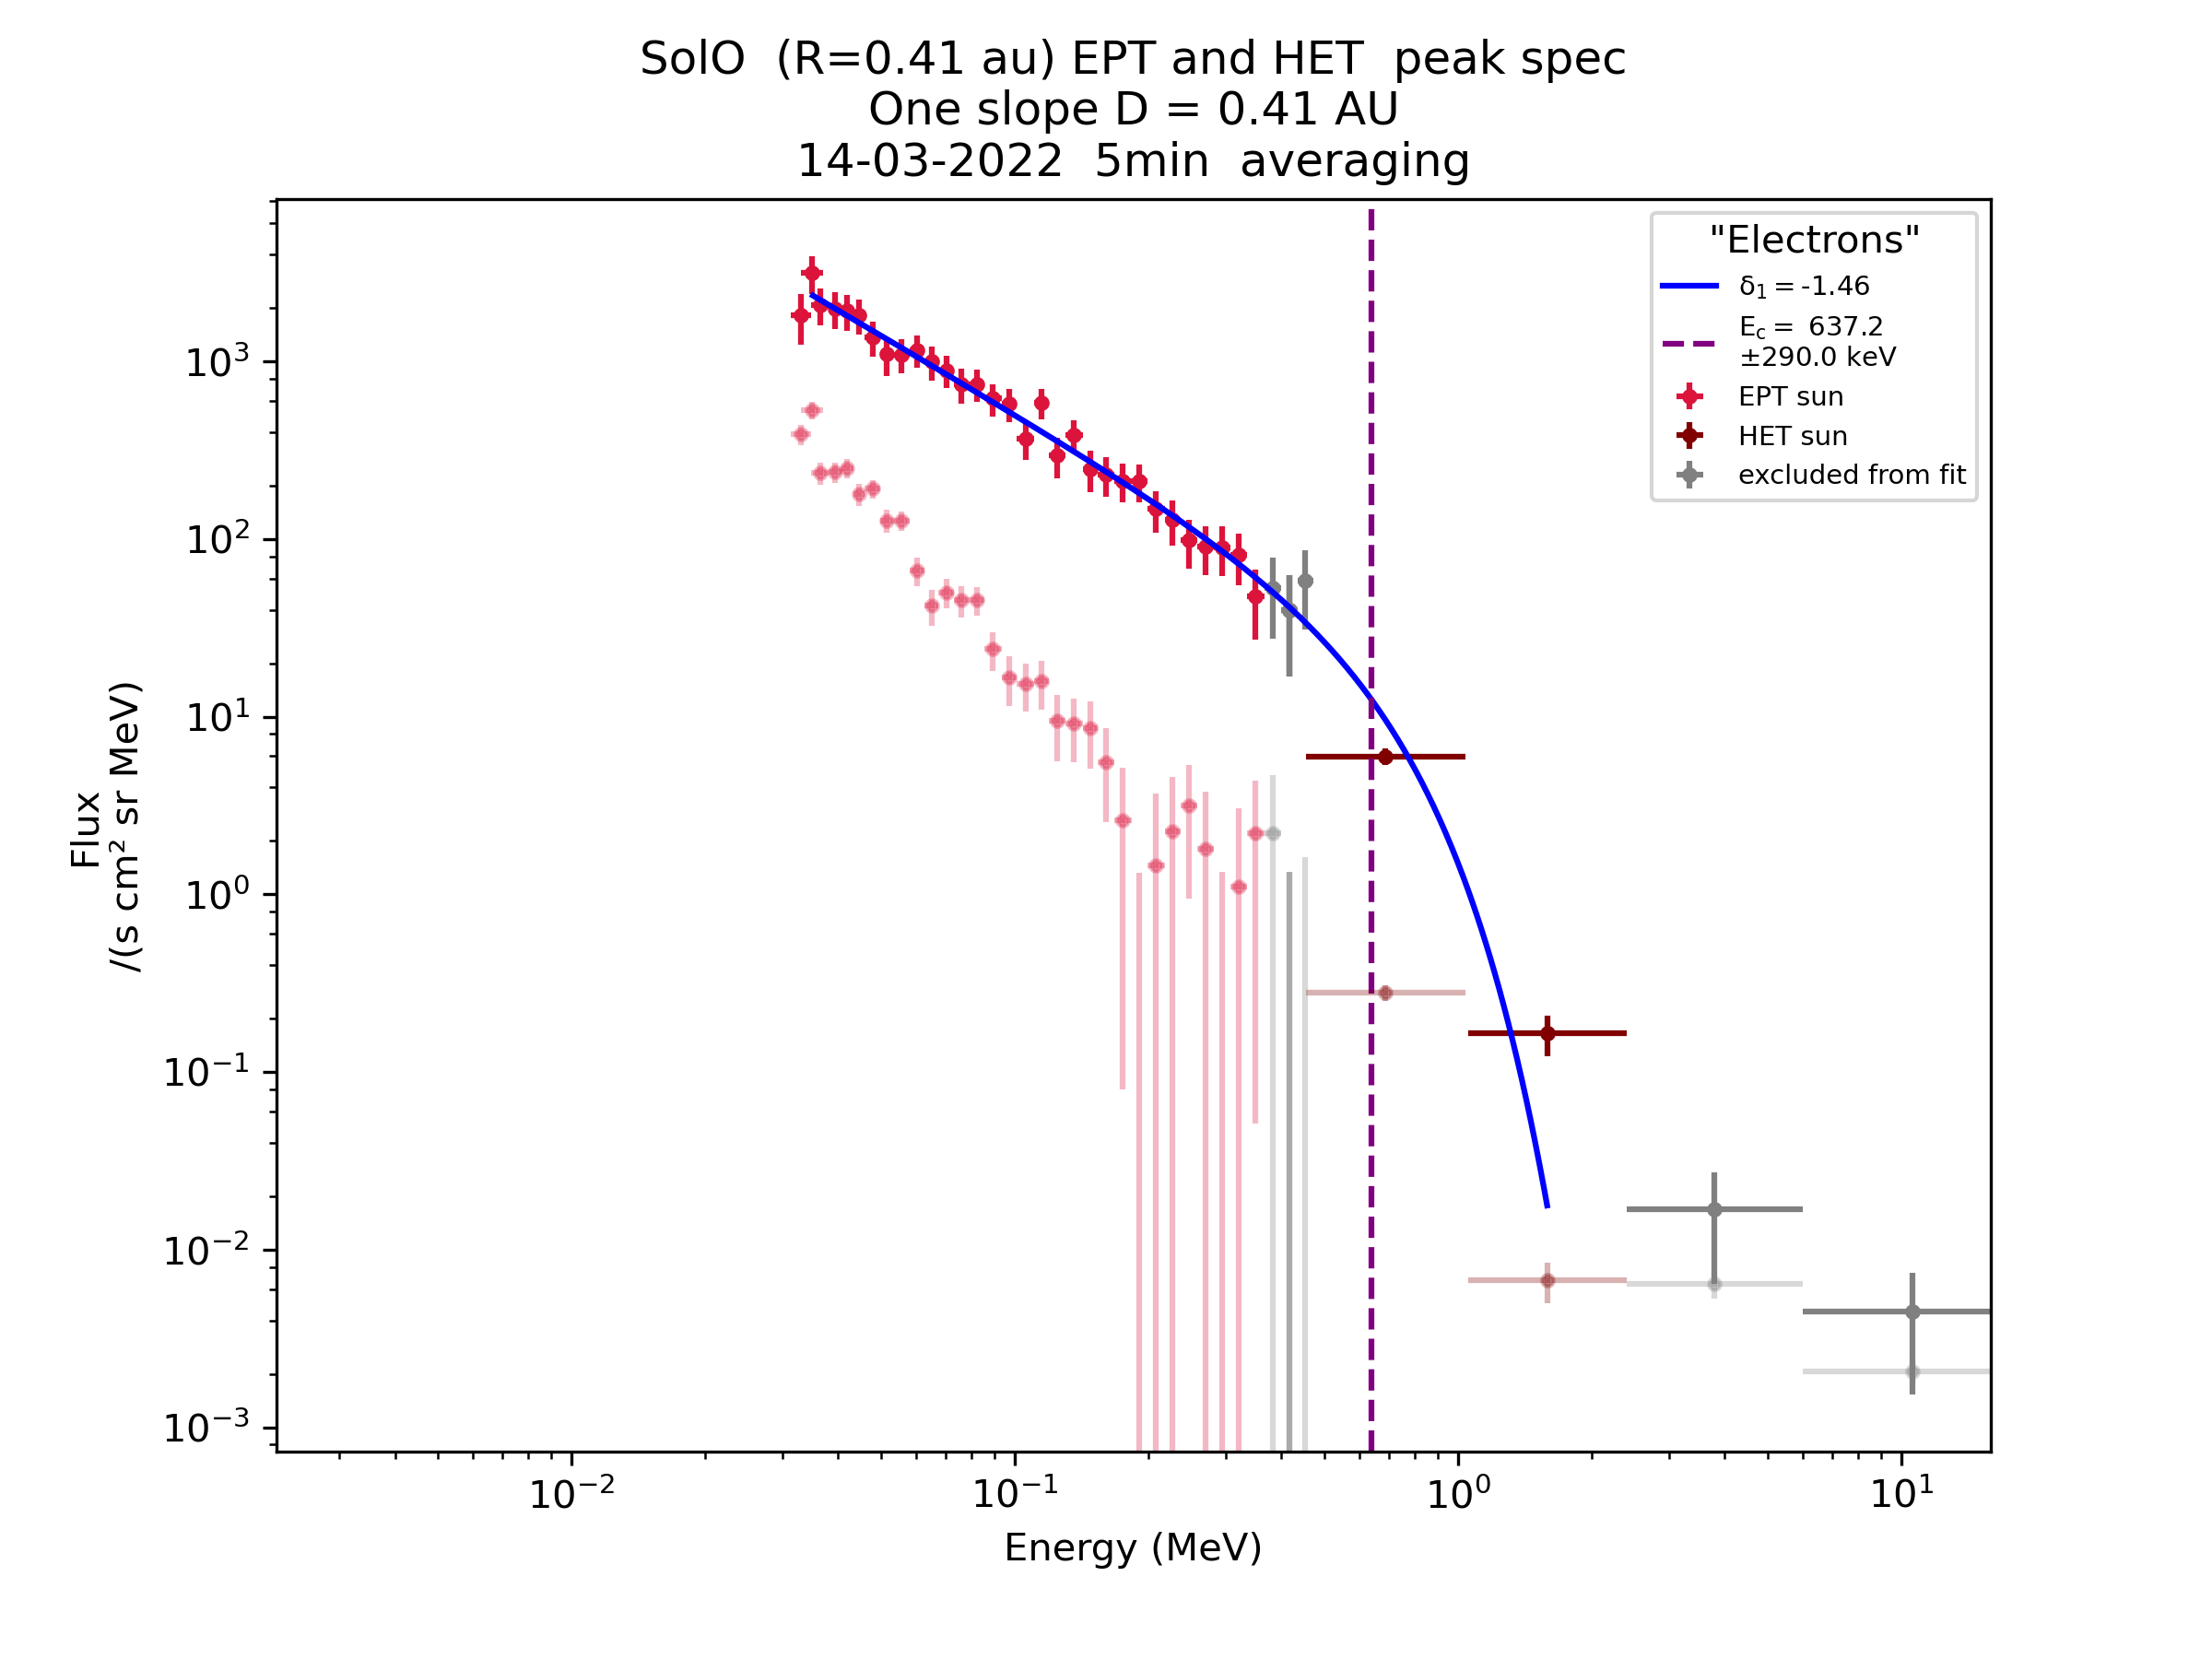 SolO  (R=0.41 au) EPT and HET  peak spec
One slope D = 0.41 AU
14-03-2022  5min  averaging
"Electrons"
δ₁ = -1.46
E_c = 637.2
±290.0 keV
EPT sun
HET sun
excluded from fit
Flux
/(s cm² sr MeV)
10³
10²
10¹
10⁰
10⁻¹
10⁻²
10⁻³
10⁻² 10⁻¹ 10⁰ 10¹
Energy (MeV)